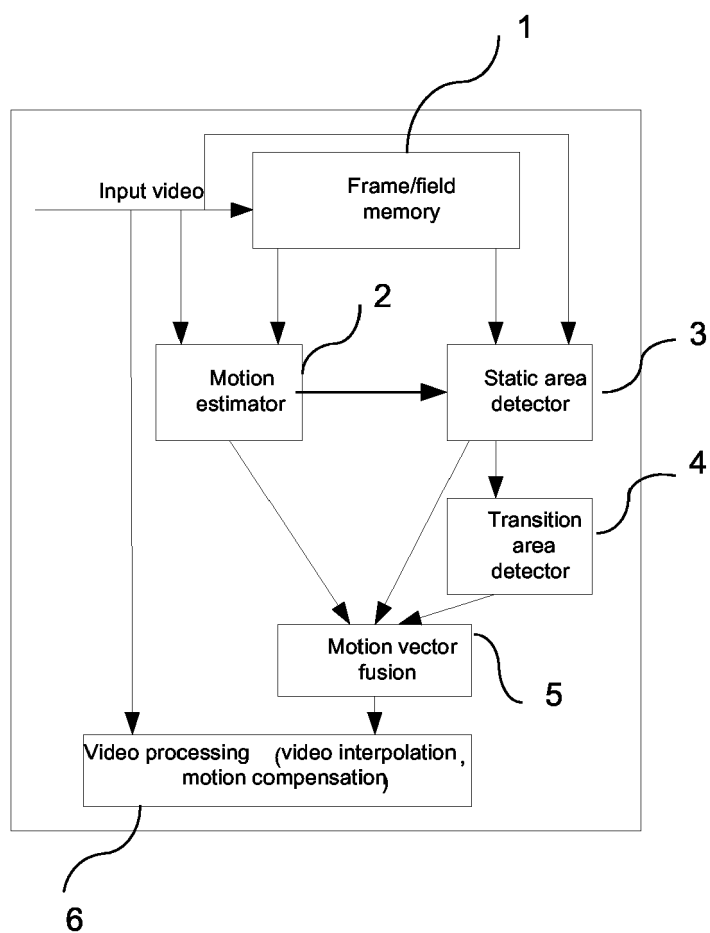 1
Input video
Frame/field
memory
2
3
Motion
estimator
Static area
detector
4
Transition
area
detector
Motion vector
fusion
5
Video processing (video interpolation,
motion compensation)
6